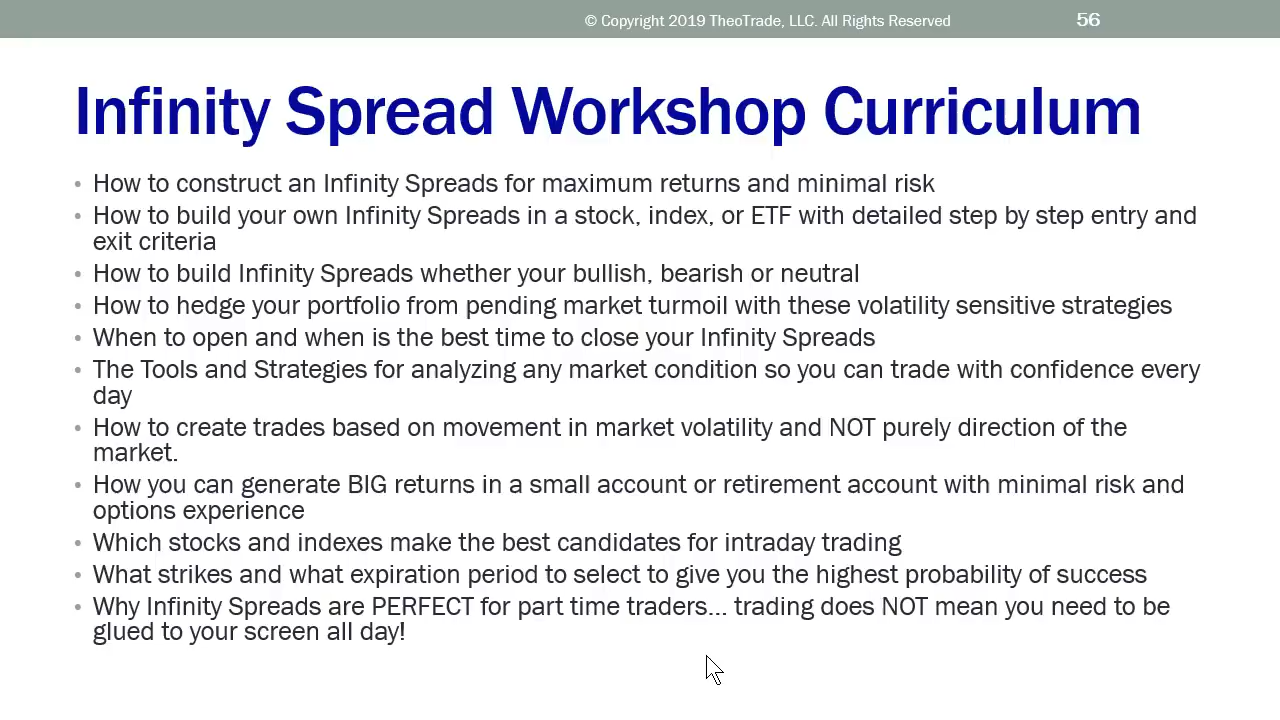 © Copyright 2019 TheoTrade, LLC. All Rights Reserved 56
Infinity Spread Workshop Curriculum
• How to construct an Infinity Spreads for maximum returns and minimal risk
• How to build your own Infinity Spreads in a stock, index, or ETF with detailed step by step entry and
exit criteria
• How to build Infinity Spreads whether your bullish, bearish or neutral
• How to hedge your portfolio from pending market turmoil with these volatility sensitive strategies
• When to open and when is the best time to close your Infinity Spreads
• The Tools and Strategies for analyzing any market condition so you can trade with confidence every
day
• How to create trades based on movement in market volatility and NOT purely direction of the
market.
• How you can generate BIG returns in a small account or retirement account with minimal risk and
options experience
• Which stocks and indexes make the best candidates for intraday trading
• What strikes and what expiration period to select to give you the highest probability of success
• Why Infinity Spreads are PERFECT for part time traders... trading does NOT mean you need to be
glued to your screen all day!